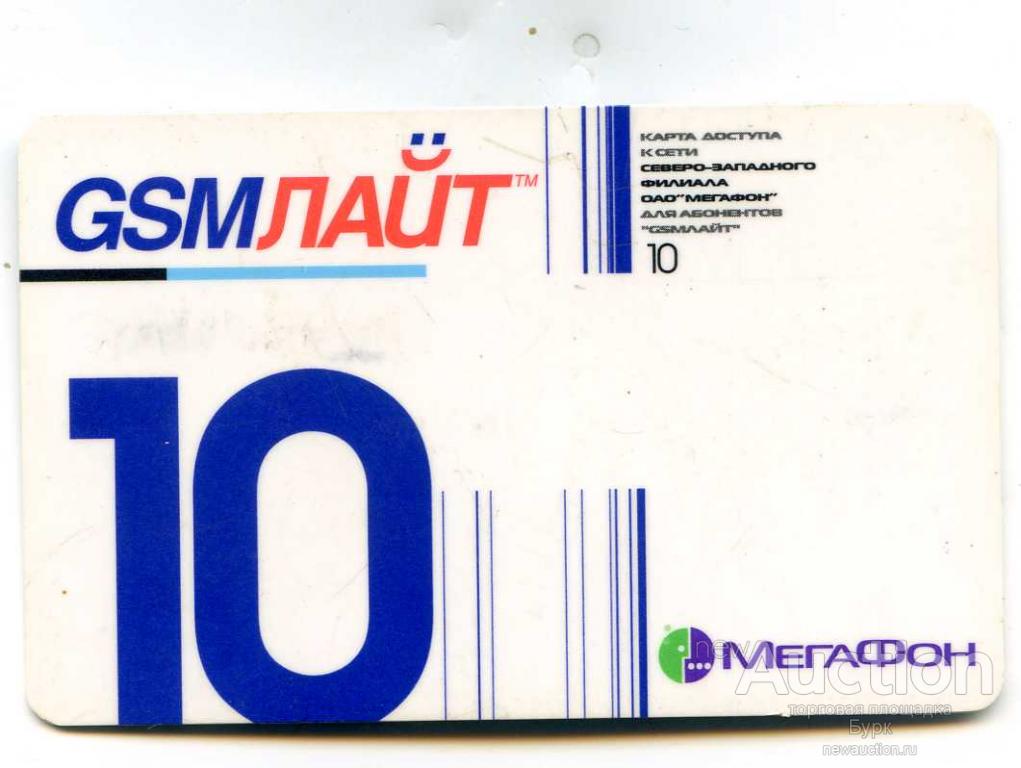 GSMЛАЙТ™
КАРТА ДОСТУПА
К СЕТИ
СЕВЕРО-ЗАПАДНОГО
ФИЛИАЛА
ОАО"МЕГАФОН"
ДЛЯ АБОНЕНТОВ
"GSMЛАЙТ"
10
10
МЕГАФОН
newAuction
торговая площадка
Бурк
newauction.ru